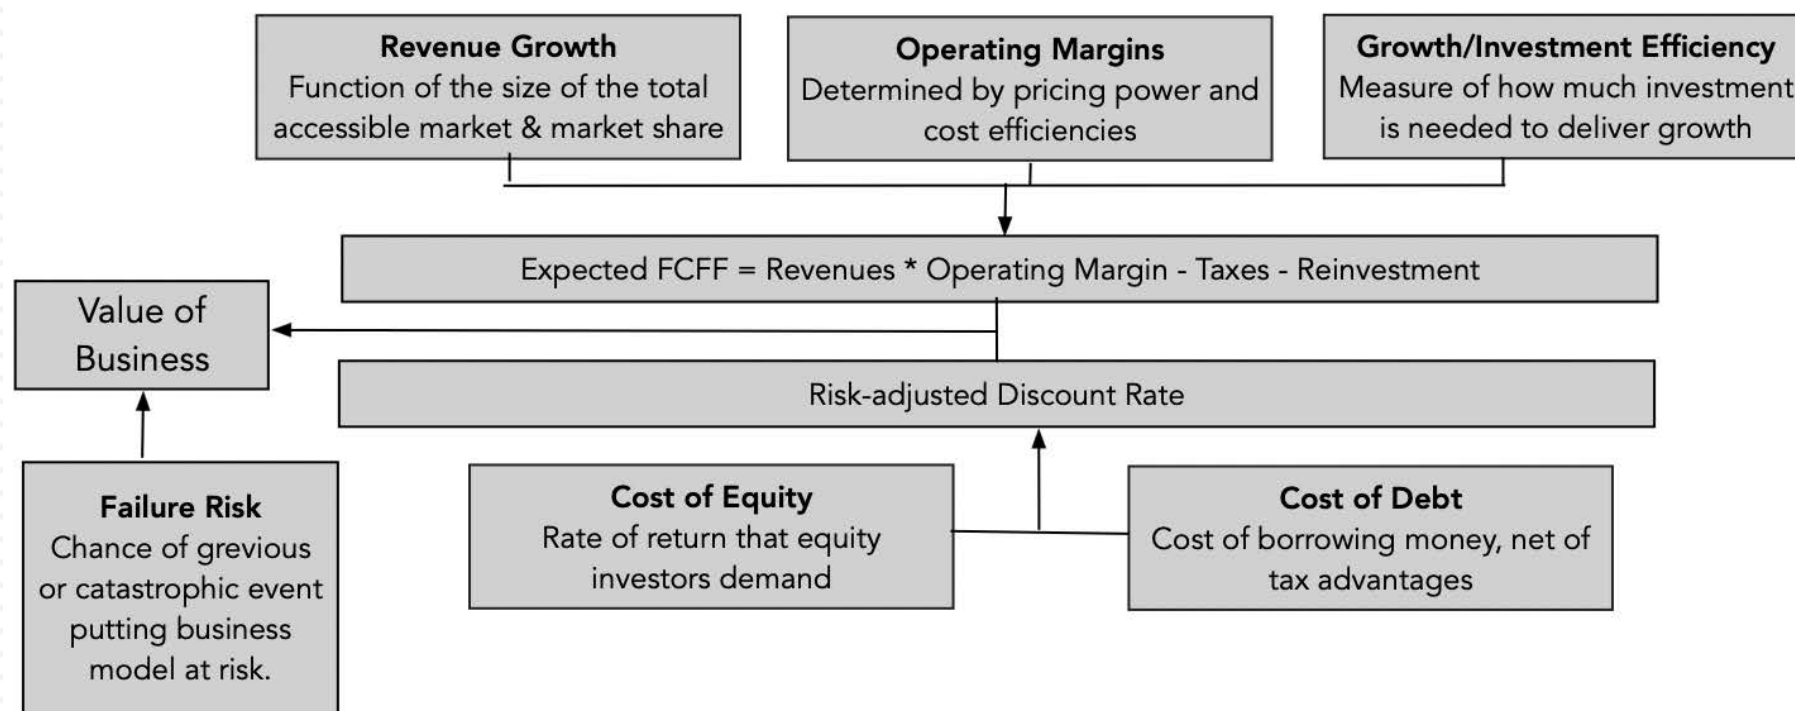 Revenue Growth
Function of the size of the total
accessible market & market share
Operating Margins
Determined by pricing power and
cost efficiencies
Growth/Investment Efficiency
Measure of how much investment
is needed to deliver growth
Expected FCFF = Revenues * Operating Margin - Taxes - Reinvestment
Value of
Business
Risk-adjusted Discount Rate
Failure Risk
Chance of grevious
or catastrophic event
putting business
model at risk.
Cost of Equity
Rate of return that equity
investors demand
Cost of Debt
Cost of borrowing money, net of
tax advantages